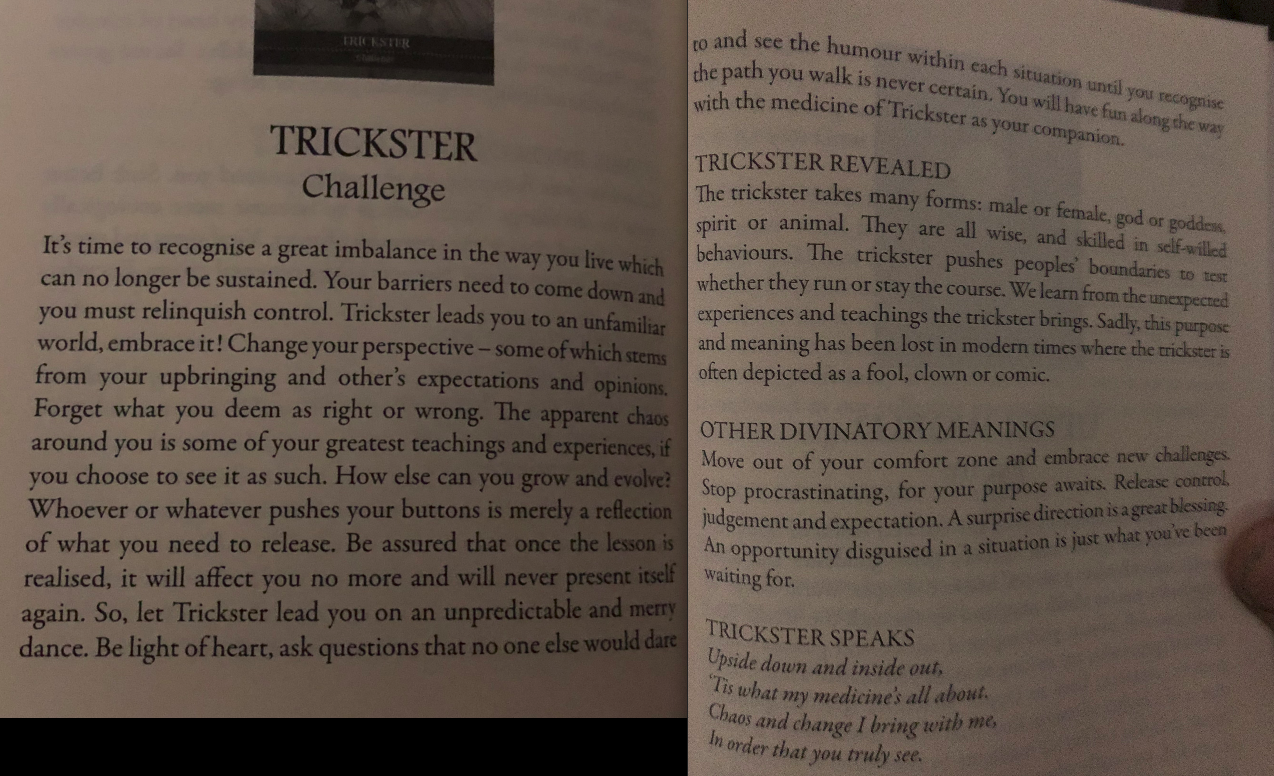 TRICKSTER
Challenge
TRICKSTER
Challenge
It's time to recognise a great imbalance in the way you live which
can no longer be sustained. Your barriers need to come down and
you must relinquish control. Trickster leads you to an unfamiliar
world, embrace it! Change your perspective – some of which stems
from your upbringing and other's expectations and opinions.
Forget what you deem as right or wrong. The apparent chaos
around you is some of your greatest teachings and experiences, if
you choose to see it as such. How else can you grow and evolve?
Whoever or whatever pushes your buttons is merely a reflection
of what you need to release. Be assured that once the lesson is
realised, it will affect you no more and will never present itself
again. So, let Trickster lead you on an unpredictable and merry
dance. Be light of heart, ask questions that no one else would dare
to and see the humour within each situation until you recognise
the path you walk is never certain. You will have fun along the way
with the medicine of Trickster as your companion.
TRICKSTER REVEALED
The trickster takes many forms: male or female, god or goddess,
spirit or animal. They are all wise, and skilled in self-willed
behaviours. The trickster pushes peoples' boundaries to test
whether they run or stay the course. We learn from the unexpected
experiences and teachings the trickster brings. Sadly, this purpose
and meaning has been lost in modern times where the trickster is
often depicted as a fool, clown or comic.
OTHER DIVINATORY MEANINGS
Move out of your comfort zone and embrace new challenges.
Stop procrastinating, for your purpose awaits. Release control,
judgement and expectation. A surprise direction is a great blessing.
An opportunity disguised in a situation is just what you've been
waiting for.
TRICKSTER SPEAKS
Upside down and inside out,
'Tis what my medicine's all about.
Chaos and change I bring with me,
In order that you truly see.